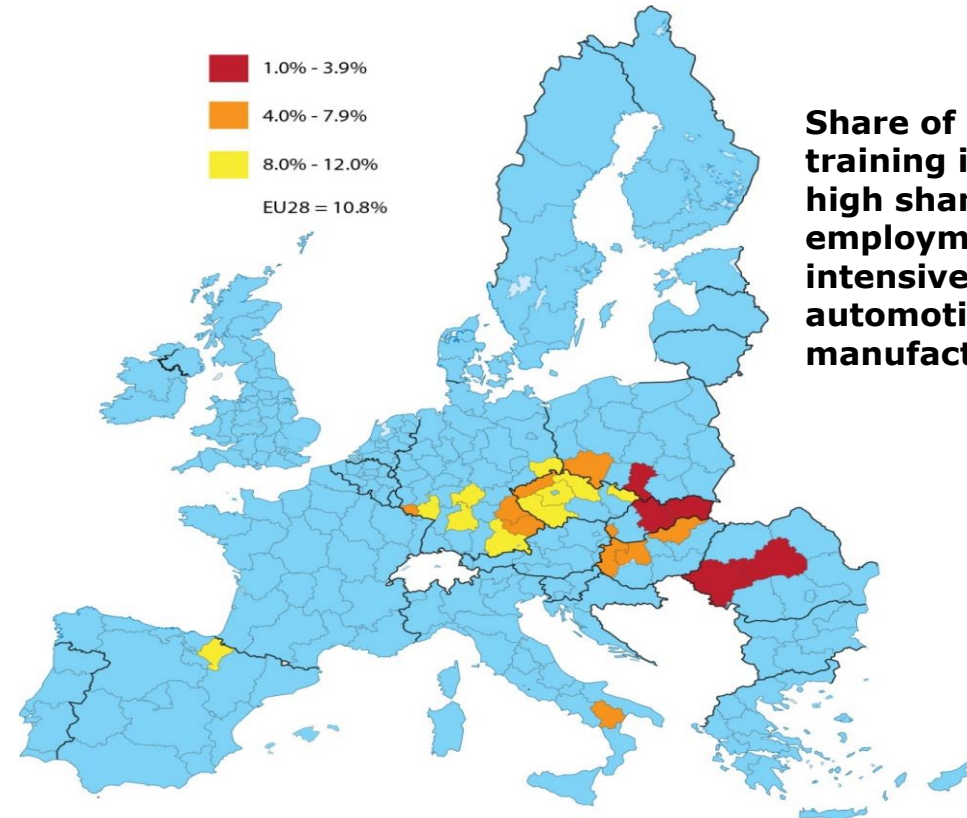 1.0% - 3.9%
4.0% - 7.9%
8.0% - 12.0%
EU28 = 10.8%
Share of
training
high
employm
intensive
automoti
manufact